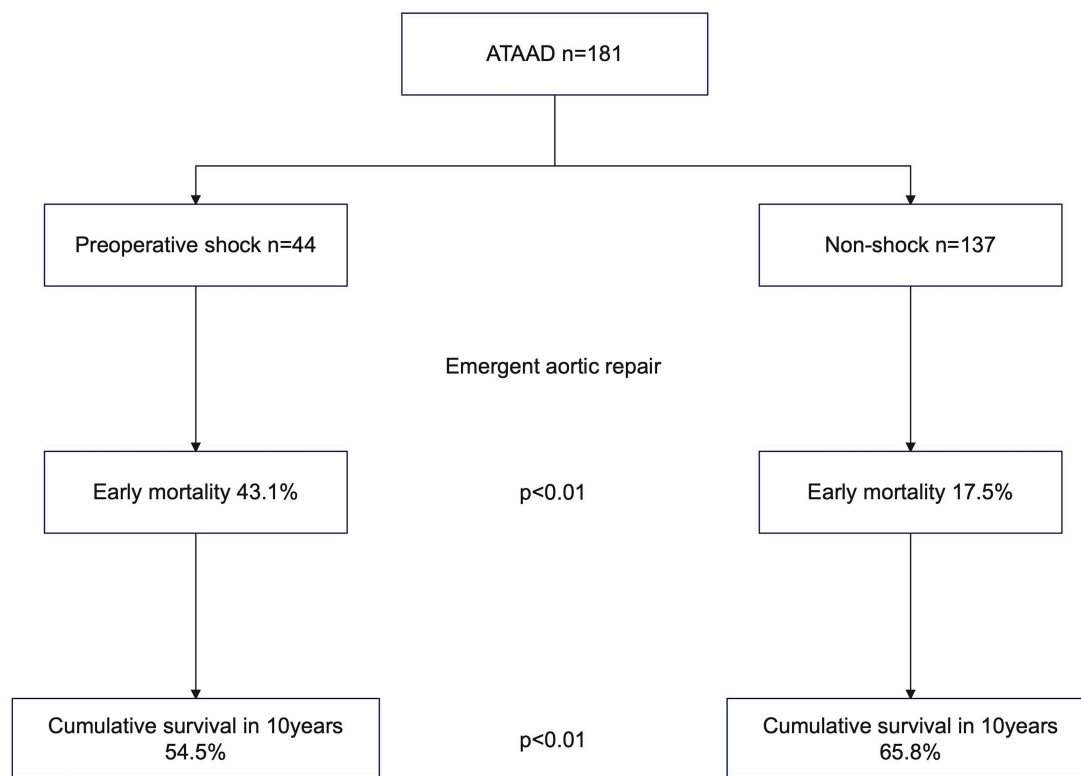 ATAAD n=181
Preoperative shock n=44
Non-shock n=137
Emergent aortic repair
Early mortality 43.1%
p<0.01
Early mortality 17.5%
Cumulative survival in 10years
54.5%
p<0.01
Cumulative survival in 10years
65.8%